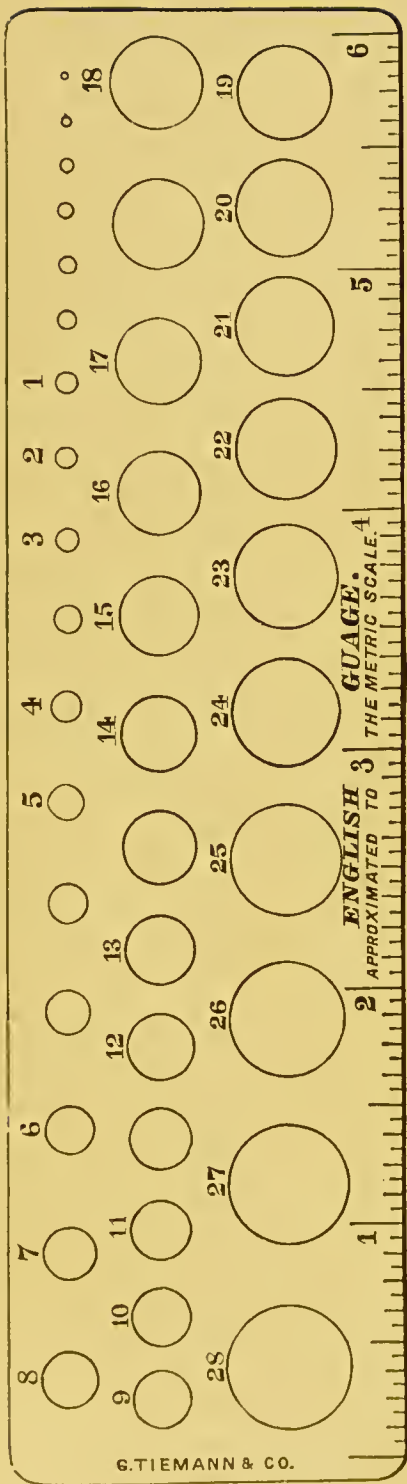 8 7 6 5 4 3 2 1
9 10 11 12 13 14 15 16 17 18
28 27 26 25 24 23 22 21 20 19
ENGLISH GUAGE.
APPROXIMATED TO THE METRIC SCALE.
1 2 3 4 5 6
G. TIEMANN & CO.